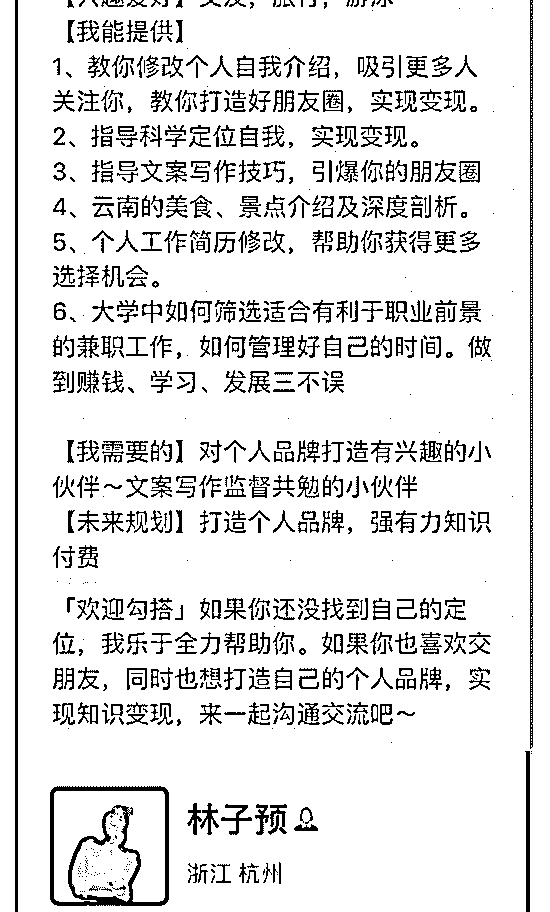 【兴趣爱好】交友，旅行，游泳
【我能提供】
1、教你修改个人自我介绍，吸引更多人
关注你，教你打造好朋友圈，实现变现。
2、指导科学定位自我，实现变现。
3、指导文案写作技巧，引爆你的朋友圈
4、云南的美食、景点介绍及深度剖析。
5、个人工作简历修改，帮助你获得更多
选择机会。
6、大学中如何筛选适合有利于职业前景
的兼职工作，如何管理好自己的时间。做
到赚钱、学习、发展三不误
【我需要的】对个人品牌打造有兴趣的小
伙伴～文案写作监督共勉的小伙伴
【未来规划】打造个人品牌，强有力知识
付费
「欢迎勾搭」如果你还没找到自己的定
位，我乐于全力帮助你。如果你也喜欢交
朋友，同时也想打造自己的个人品牌，实
现知识变现，来一起沟通交流吧～
林子预
浙江 杭州